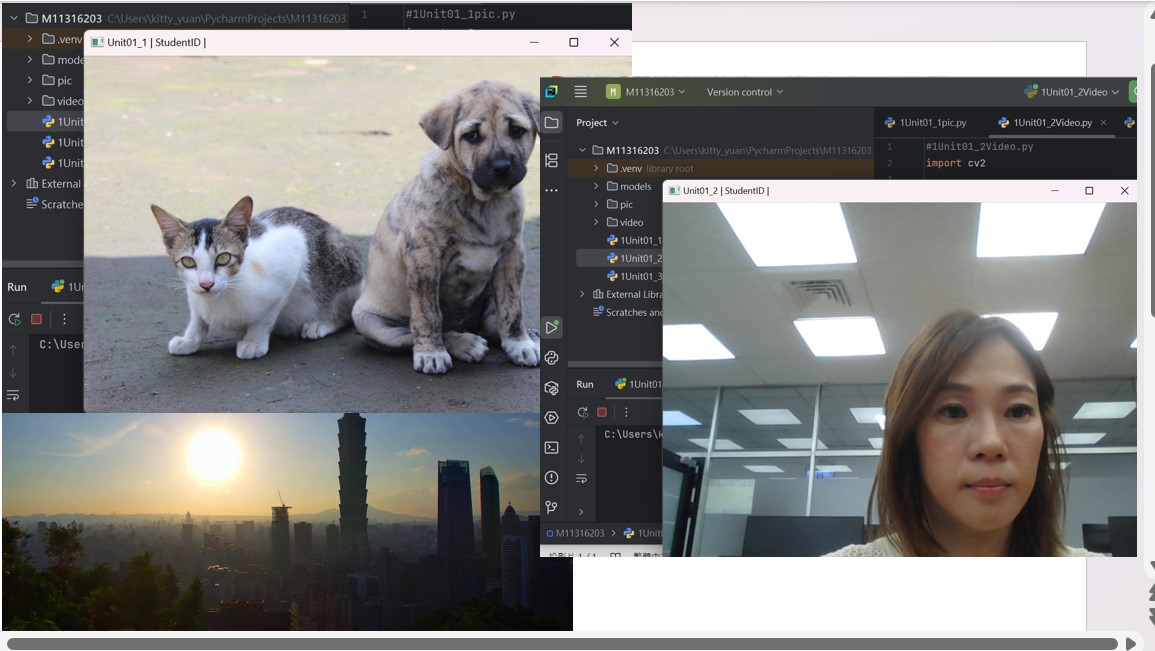 M11316203 C:\Users\kitty_yuan\PycharmProjects\M11316203
1 #1Unit01_1pic.py
.venv
Unit01_1 | StudentID |
mode
pic
video
1Unit
1Unit
1Unit
External
Scratche
Run
1U
C:\User
M M11316203
Version control
1Unit01_2Video
Project
1Unit01_1pic.py
1Unit01_2Video.py
M11316203 C:\Users\kitty_yuan\PycharmProjects\M11316203
1 #1Unit01_2Video.py
2 import cv2
.venv library root
models
Unit01_2 | StudentID |
pic
video
1Unit01_1
1Unit01_2
1Unit01_3
External Libra
Scratches and
Run
1Unit01
C:\Users\k
M11316203
1Unit